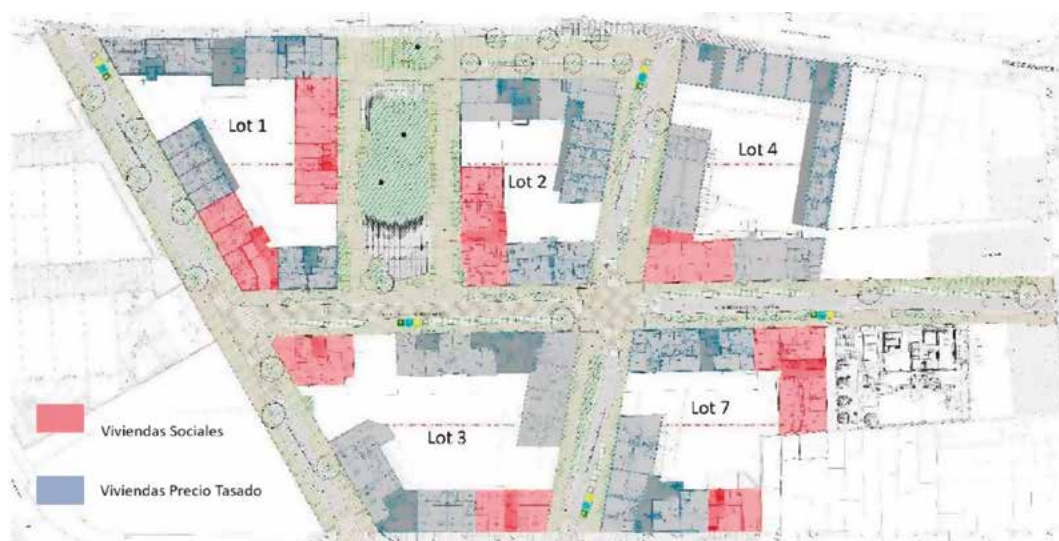 Lot 1
Lot 2
Lot 4
Lot 3
Lot 7
Viviendas Sociales
Viviendas Precio Tasado